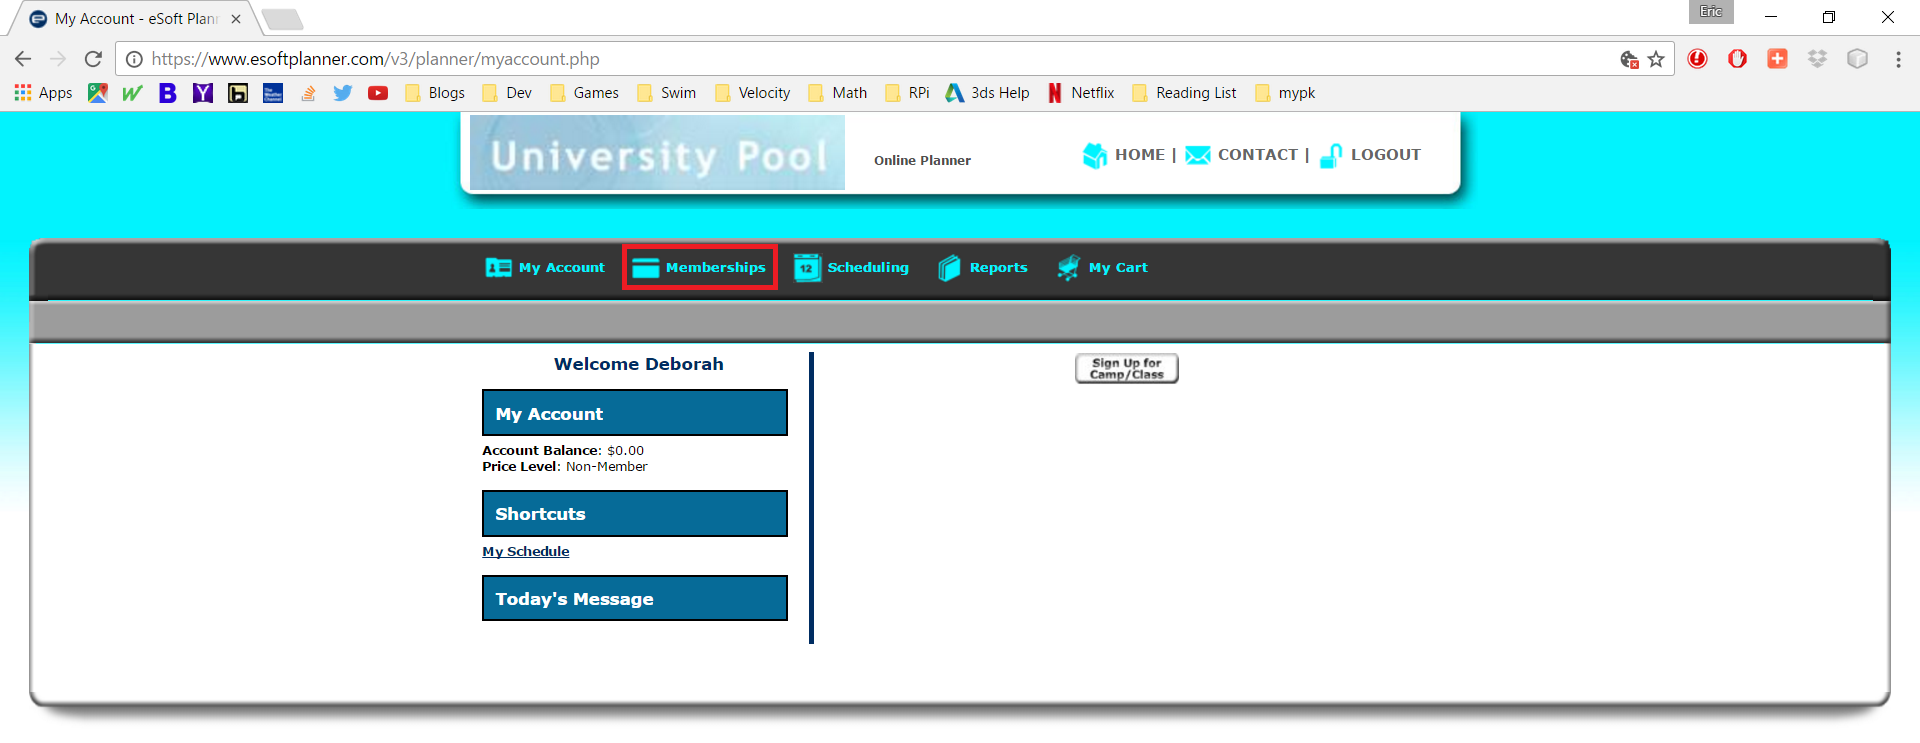 My Account - eSoft Plann
Eric
https://www.esoftplanner.com/v3/planner/myaccount.php
Apps
Blogs
Dev
Games
Swim
Velocity
Math
RPi
3ds Help
Netflix
Reading List
mypk
University Pool
Online Planner
HOME | CONTACT | LOGOUT
My Account
Memberships
12
Scheduling
Reports
My Cart
Welcome Deborah
Sign Up for
Camp/Class
My Account
Account Balance: $0.00
Price Level: Non-Member
Shortcuts
My Schedule
Today's Message